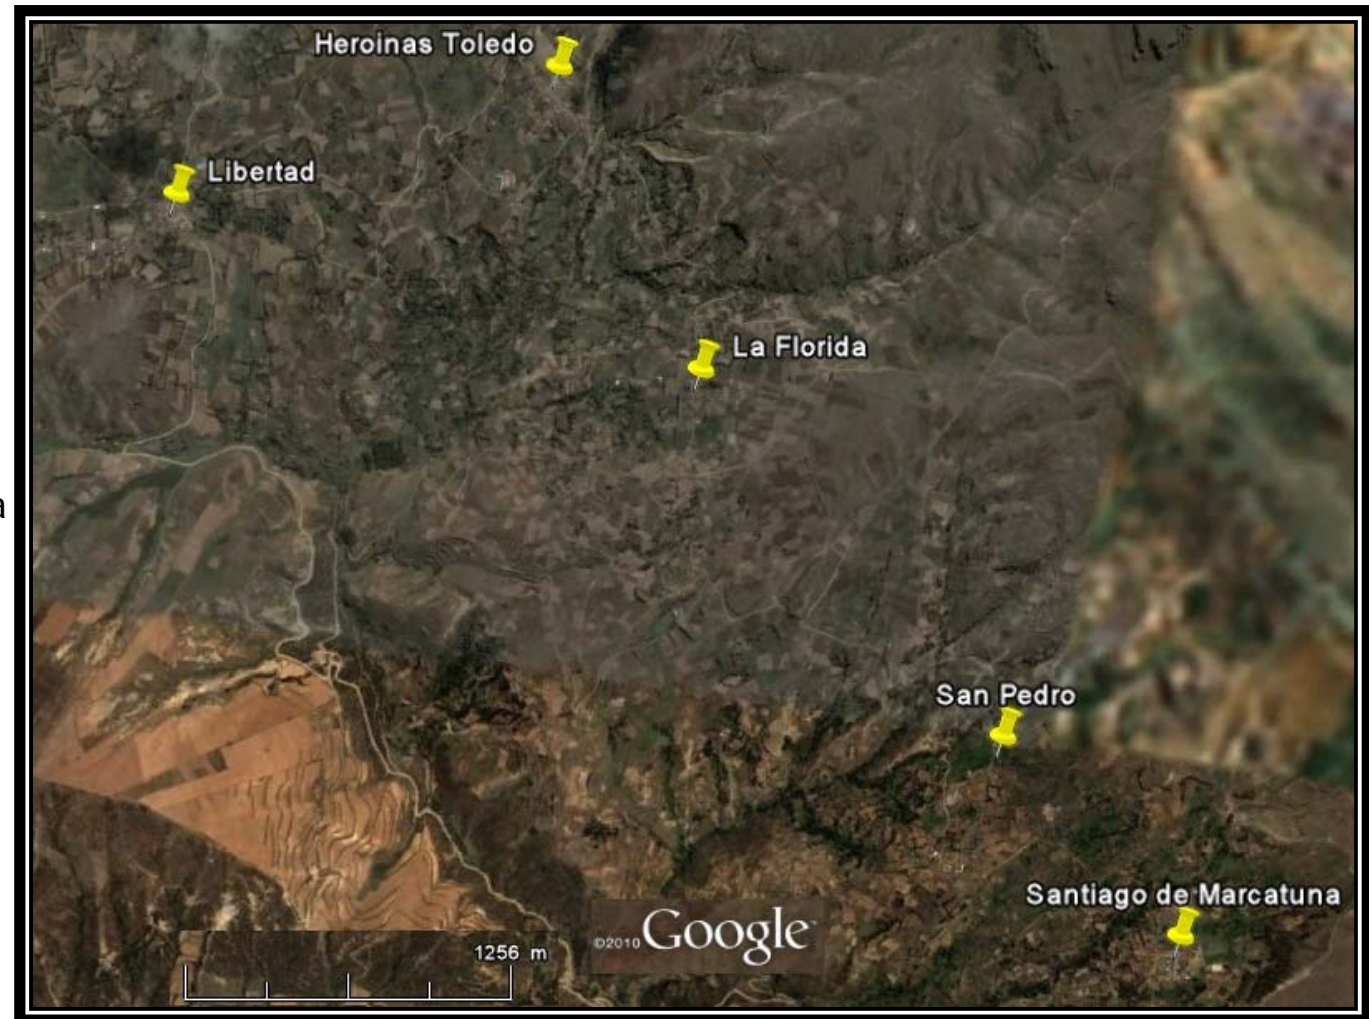 Heroinas Toledo
Libertad
La Florida
a
San Pedro
Santiago de Marcatuna
1256 m
©2010 Google